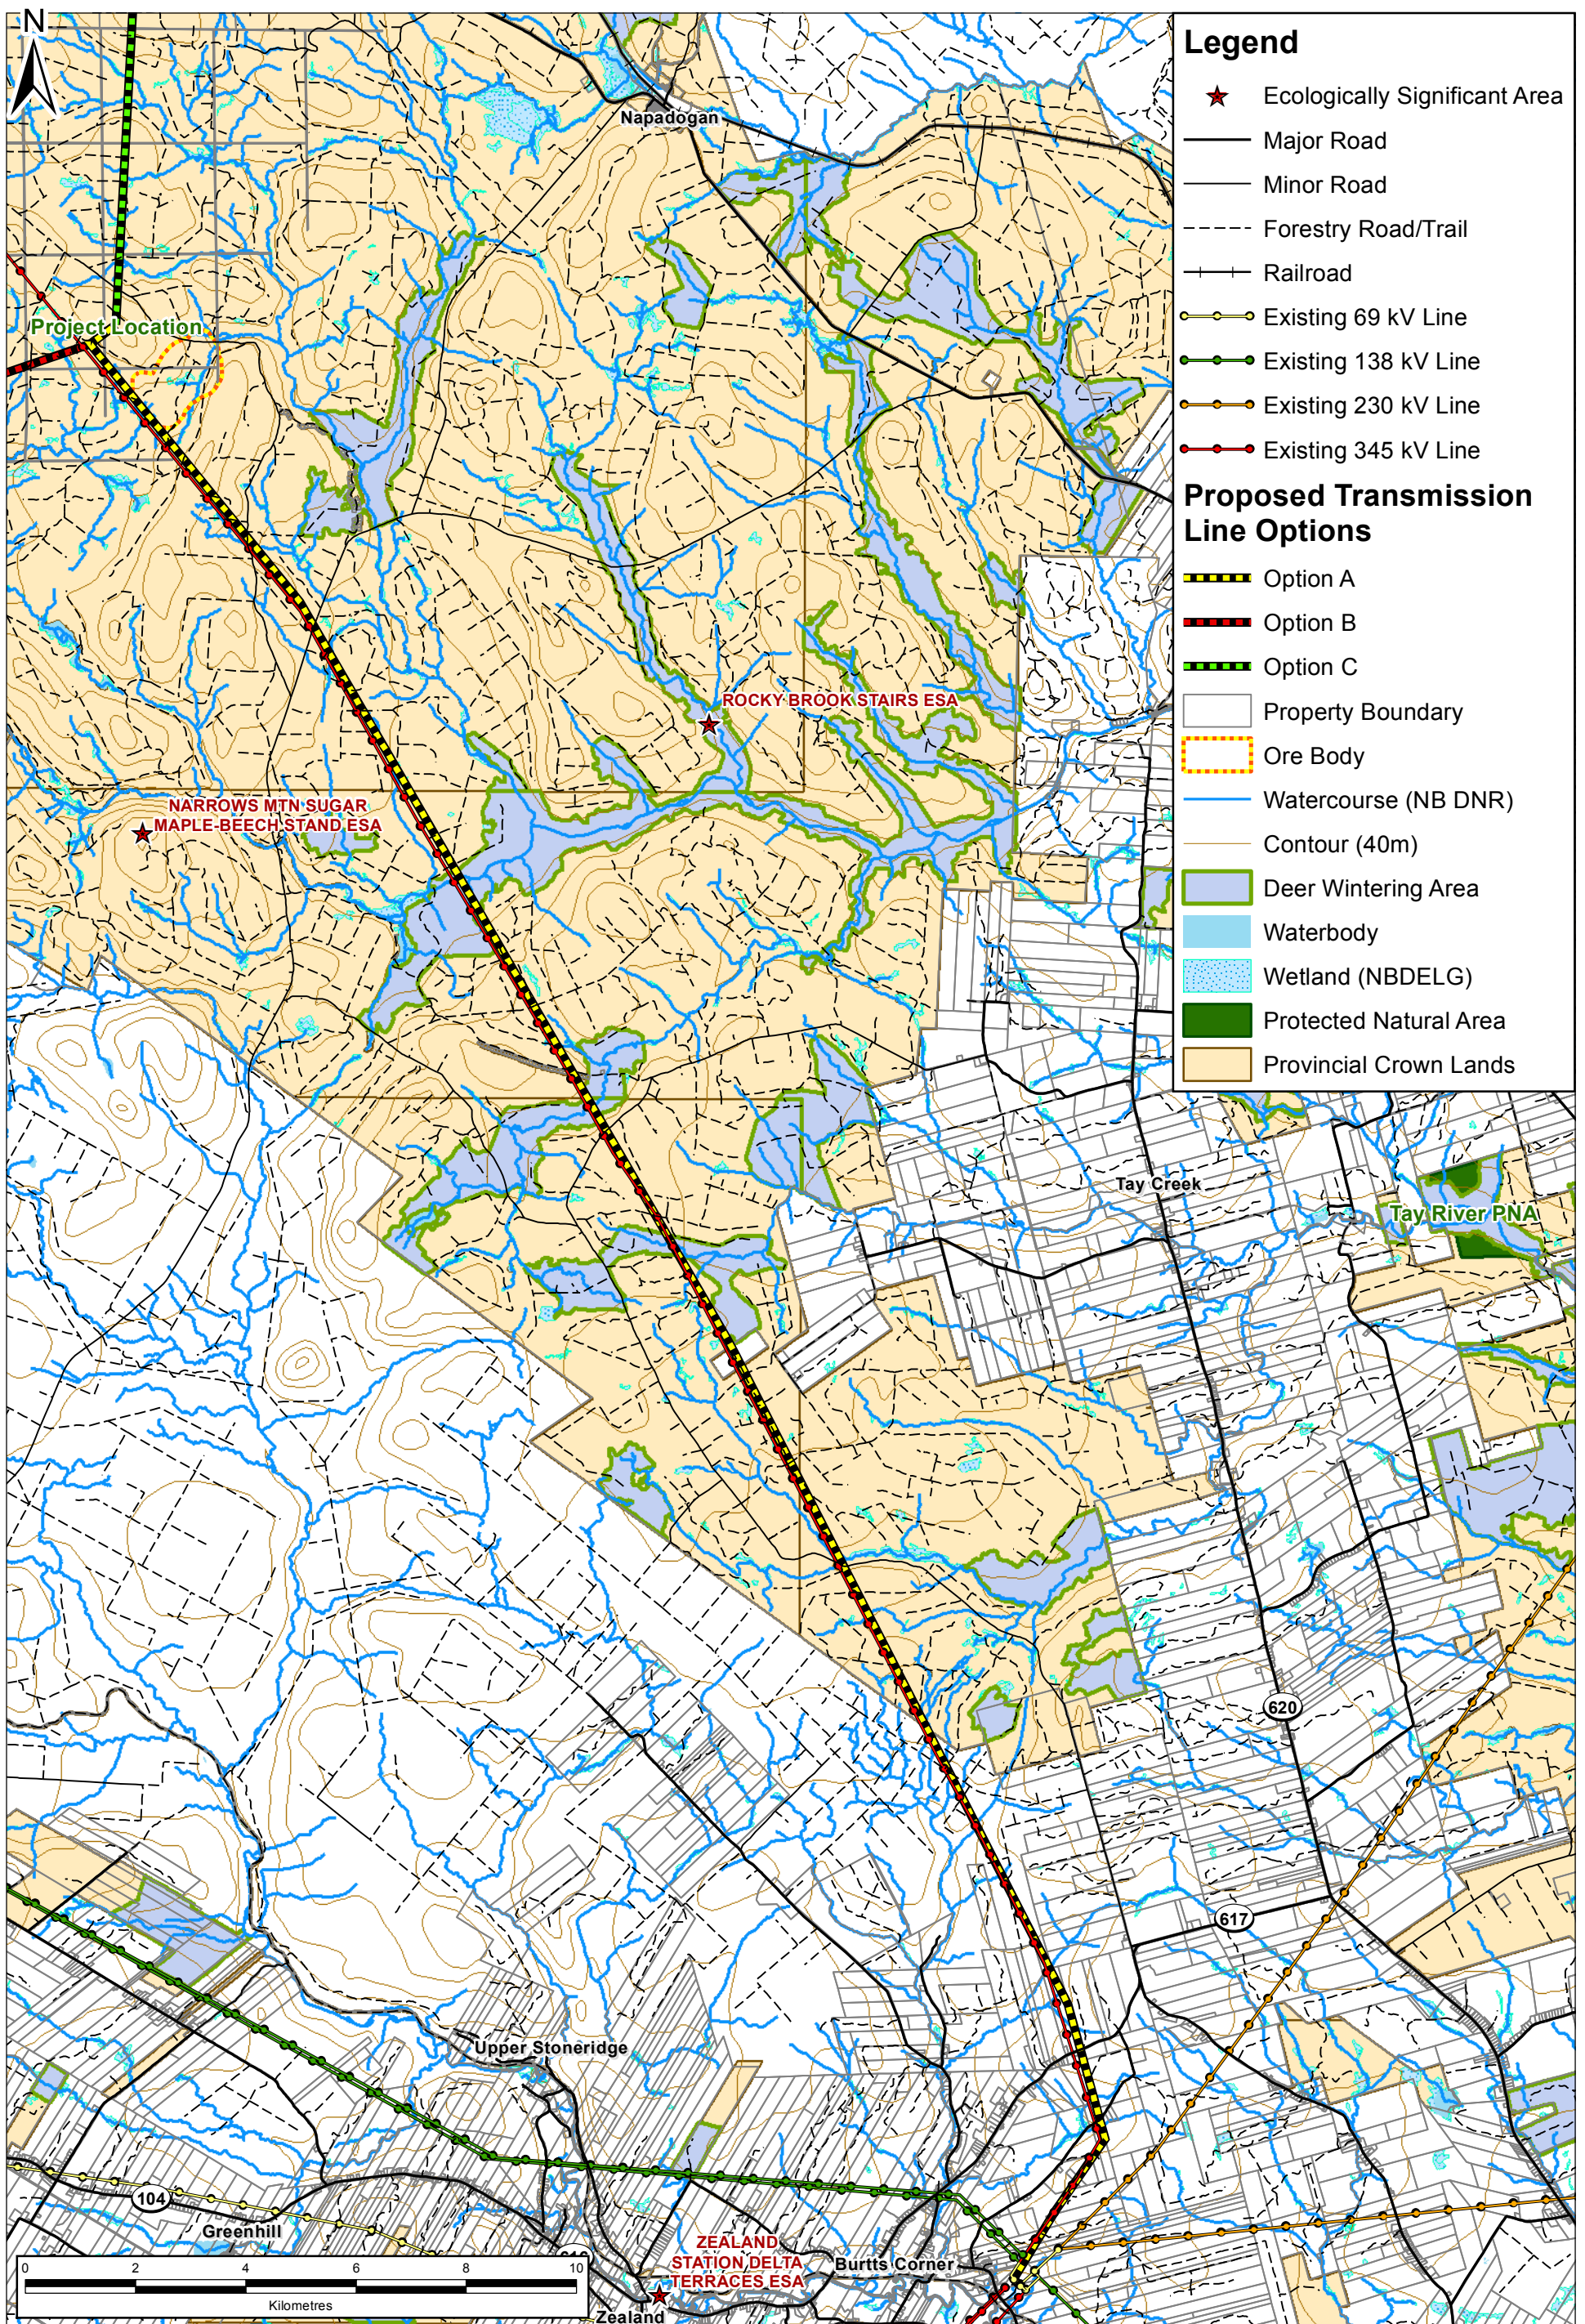 N
Napadogan
Project Location
ROCKY BROOK STAIRS ESA
NARROWS MTN SUGAR
MAPLE-BEECH STAND ESA
Tay Creek
Tay River PNA
620
617
Upper Stoneridge
104
Greenhill
ZEALAND
STATION DELTA
TERRACES ESA
Burtts Corner
Zealand
0 2 4 6 8 10
Kilometres
Legend
Ecologically Significant Area
Major Road
Minor Road
Forestry Road/Trail
Railroad
Existing 69 kV Line
Existing 138 kV Line
Existing 230 kV Line
Existing 345 kV Line
Proposed Transmission
Line Options
Option A
Option B
Option C
Property Boundary
Ore Body
Watercourse (NB DNR)
Contour (40m)
Deer Wintering Area
Waterbody
Wetland (NBDELG)
Protected Natural Area
Provincial Crown Lands